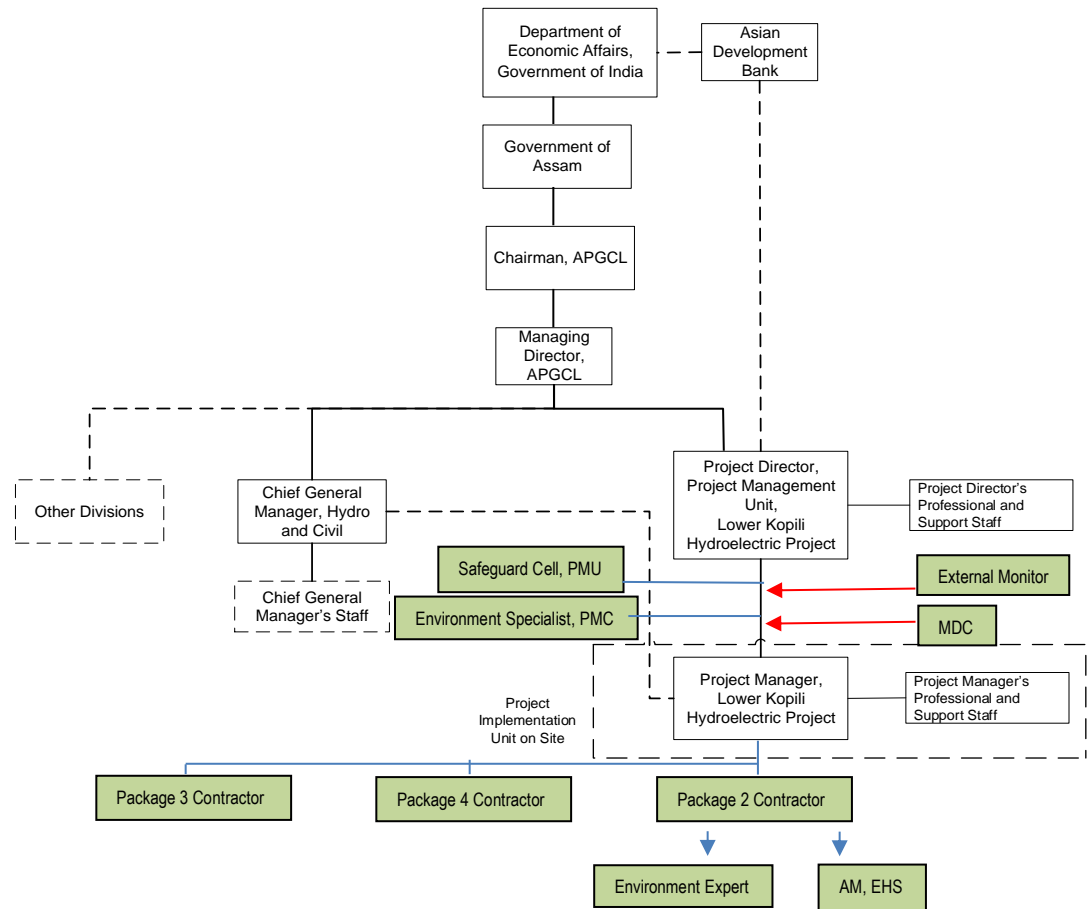 Department of
Economic Affairs,
Government of India
Asian
Development
Bank
Government of
Assam
Chairman, APGCL
Managing
Director,
APGCL
Other Divisions
Chief General
Manager, Hydro
and Civil
Project Director,
Project Management
Unit,
Lower Kopili
Hydroelectric Project
Project Director's
Professional and
Support Staff
Safeguard Cell, PMU
External Monitor
Chief General
Manager's Staff
Environment Specialist, PMC
MDC
Project Manager,
Lower Kopili
Hydroelectric Project
Project Manager's
Professional and
Support Staff
Project
Implementation
Unit on Site
Package 3 Contractor
Package 4 Contractor
Package 2 Contractor
Environment Expert
AM, EHS